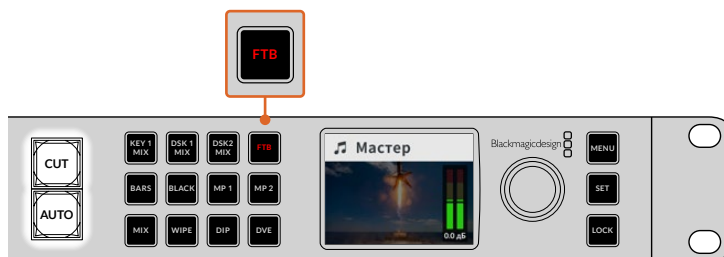 FTB
CUT
AUTO
KEY 1
MIX
DSK 1
MIX
DSK2
MIX
FTB
BARS
BLACK
MP 1
MP 2
MIX
WIPE
DIP
DVE
Мастер
0.0 дБ
Blackmagicdesign
MENU
SET
LOCK